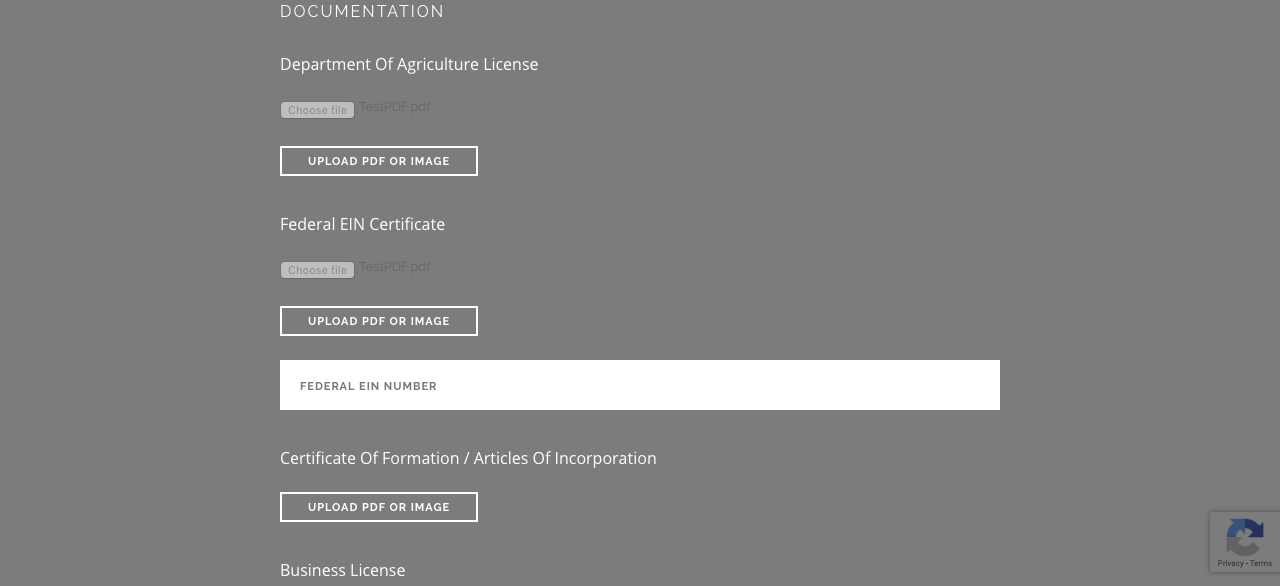 DOCUMENTATION
Department Of Agriculture License
Choose file TestPDF.pdf
UPLOAD PDF OR IMAGE
Federal EIN Certificate
Choose file TestPDF.pdf
UPLOAD PDF OR IMAGE
FEDERAL EIN NUMBER
Certificate Of Formation / Articles Of Incorporation
UPLOAD PDF OR IMAGE
Privacy - Terms
Business License